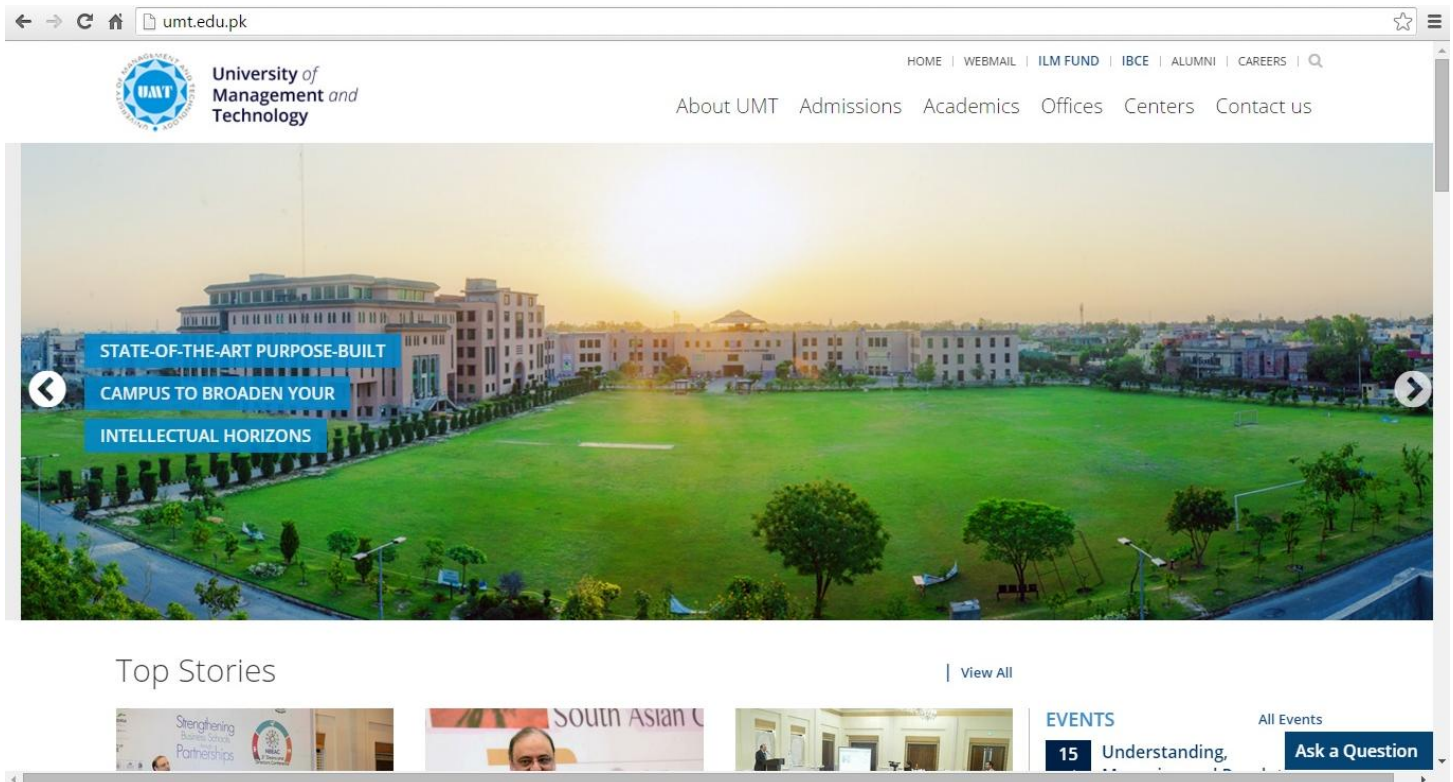 umt.edu.pk
UMT
University of
Management and
Technology
HOME | WEBMAIL | ILM FUND | IBCE | ALUMNI | CAREERS |
About UMT Admissions Academics Offices Centers Contact us
STATE-OF-THE-ART PURPOSE-BUILT
CAMPUS TO BROADEN YOUR
INTELLECTUAL HORIZONS
Top Stories
| View All
Strengthening
Business Schools
Partnerships
South Asian
EVENTS All Events
15 Understanding,
Ask a Question